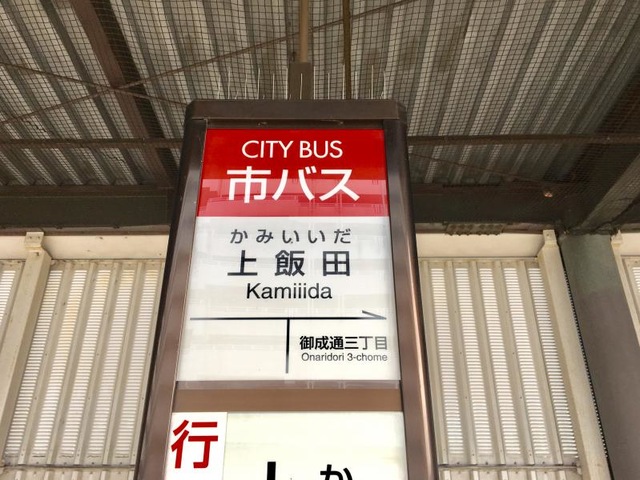 CITY BUS
市バス
かみいいだ
上飯田
Kamiiida
御成通三丁目
Onaridori 3-chome
行
か